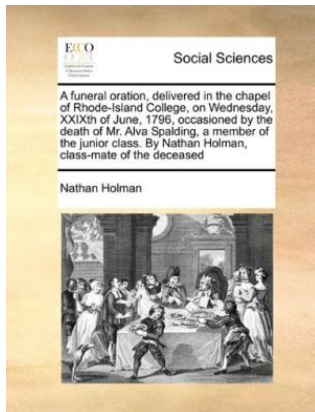 ECCO
Social Sciences
A funeral oration, delivered in the chapel
of Rhode-Island College, on Wednesday,
XXIXth of June, 1796, occasioned by the
death of Mr. Alva Spalding, a member of
the junior class. By Nathan Holman,
class-mate of the deceased
Nathan Holman